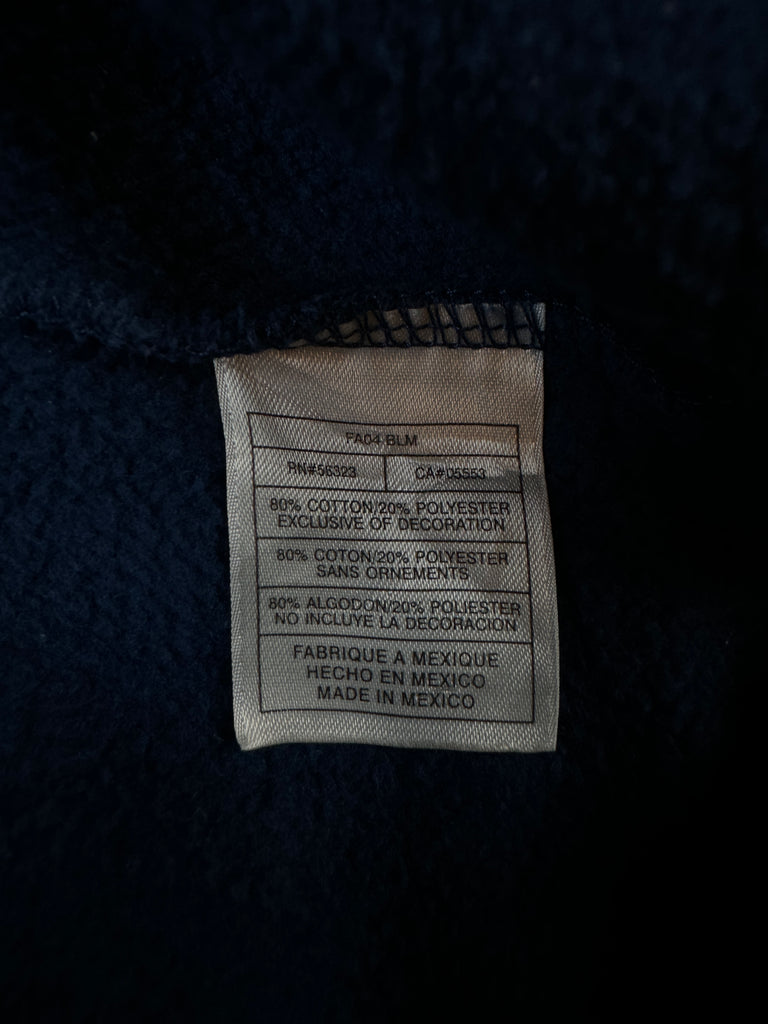 FA04 BLM
RN#56323 CA#05553
80% COTTON/20% POLYESTER
EXCLUSIVE OF DECORATION
80% COTON/20% POLYESTER
SANS ORNEMENTS
80% ALGODON/20% POLIESTER
NO INCLUYE LA DECORACION
FABRIQUE A MEXIQUE
HECHO EN MEXICO
MADE IN MEXICO